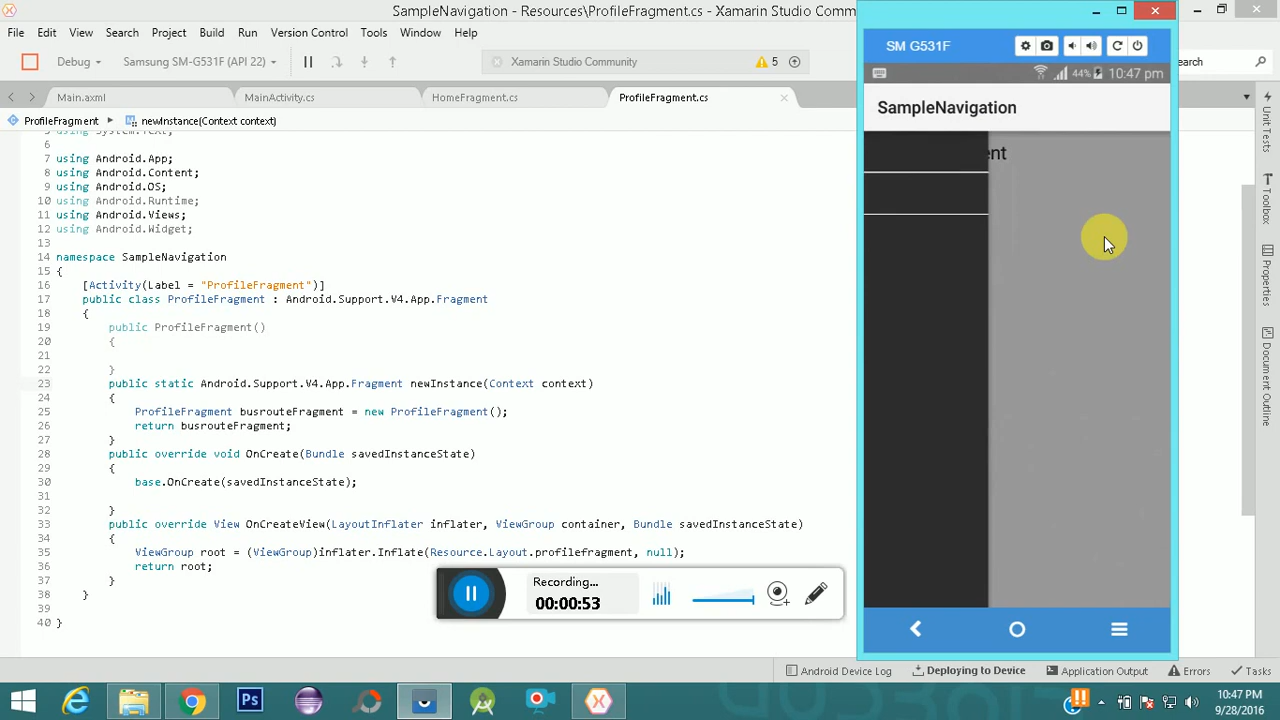 SampleNavigation - Resources\ProfileFragment.cs - Xamarin Studio Commu
File Edit View Search Project Build Run Version Control Tools Window Help
Debug Samsung SM-G531F (API 22) Xamarin Studio Community 5 earch
Main.axml MainActivity.cs HomeFragment.cs ProfileFragment.cs
ProfileFragment newInstance(Context context)
6
7 using Android.App;
8 using Android.Content;
9 using Android.OS;
10 using Android.Runtime;
11 using Android.Views;
12 using Android.Widget;
13
14 namespace SampleNavigation
15 {
16 [Activity(Label = "ProfileFragment")]
17 public class ProfileFragment : Android.Support.V4.App.Fragment
18 {
19 public ProfileFragment()
20 {
21
22 }
23 public static Android.Support.V4.App.Fragment newInstance(Context context)
24 {
25 ProfileFragment busrouteFragment = new ProfileFragment();
26 return busrouteFragment;
27 }
28 public override void OnCreate(Bundle savedInstanceState)
29 {
30 base.OnCreate(savedInstanceState);
31
32 }
33 public override View OnCreateView(LayoutInflater inflater, ViewGroup container, Bundle savedInstanceState)
34 {
35 ViewGroup root = (ViewGroup)inflater.Inflate(Resource.Layout.profilefragment, null);
36 return root;
37 }
38 }
39
40 }
SM G531F
44% 10:47 pm
SampleNavigation
ent
Unit Tests
Toolbox
Properties
Document Outline
Recording...
00:00:53
Android Device Log Deploying to Device Application Output Errors Tasks
Ps
10:47 PM
9/28/2016